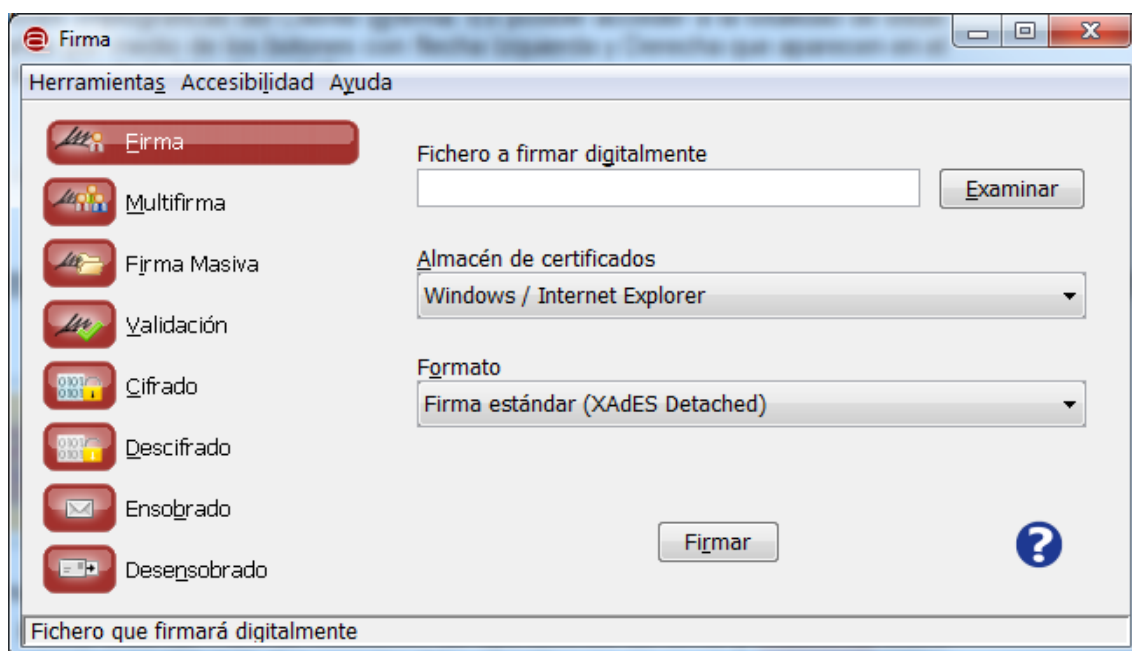 Firma
Herramientas Accesibilidad Ayuda
Firma
Multifirma
Firma Masiva
Validación
Cifrado
Descifrado
Ensobrado
Desensobrado
Fichero a firmar digitalmente
Examinar
Almacén de certificados
Windows / Internet Explorer
Formato
Firma estándar (XAdES Detached)
Firmar
Fichero que firmará digitalmente